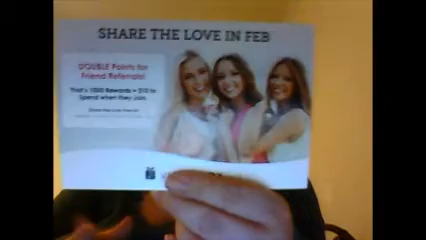 SHARE THE LOVE IN FEB
DOUBLE Points for
Friend Referrals!
That's 1000 Rewards = $10 to
Spend when they Join.